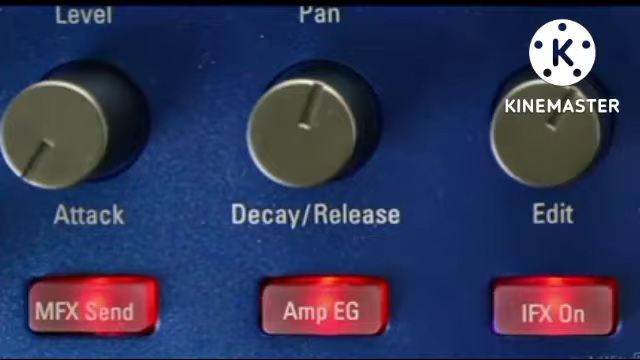 Level
Pan
K
KINEMASTER
Attack
Decay/Release
Edit
MFX Send
Amp EG
IFX On